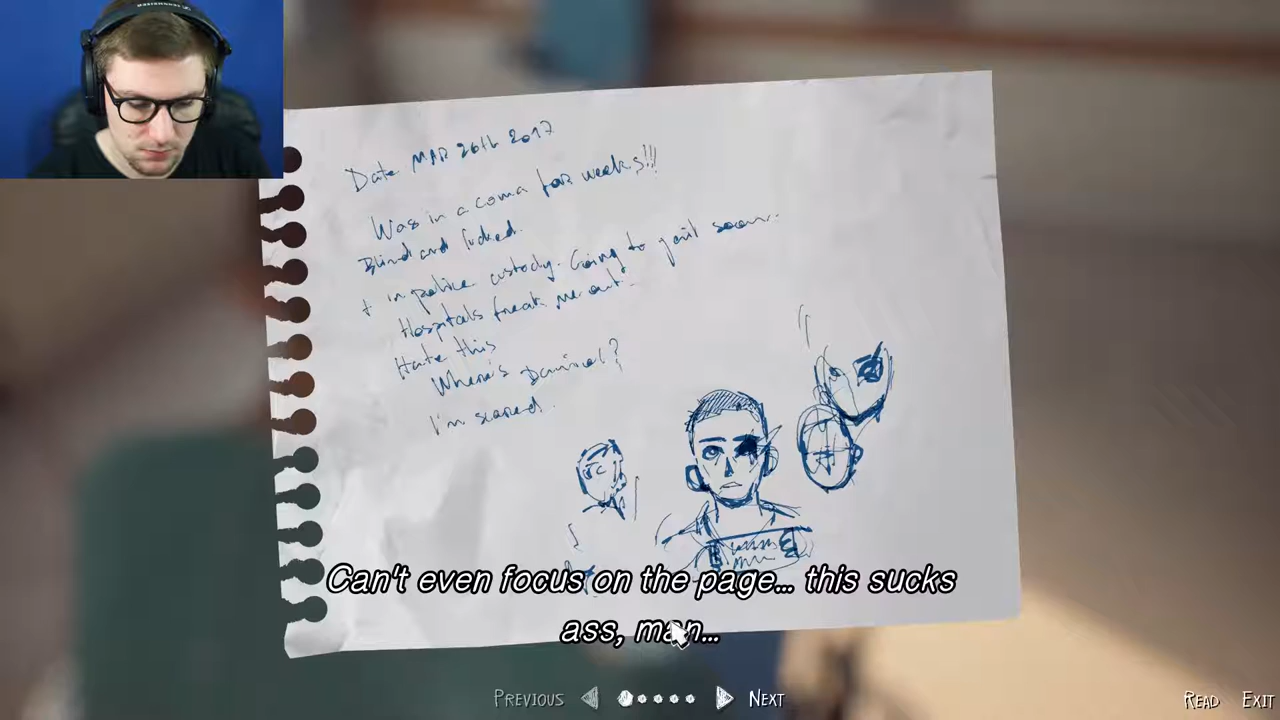 Date MAR 26th 2017
Was in a coma for weeks!!!
Blind and fucked.
+ in police custody. Going to jail soon.
Hospitals freak me out.
Hate this
Where's Daniel?
I'm scared.
Can't even focus on the page... this sucks
ass, man...
PREVIOUS
NEXT
READ
EXIT